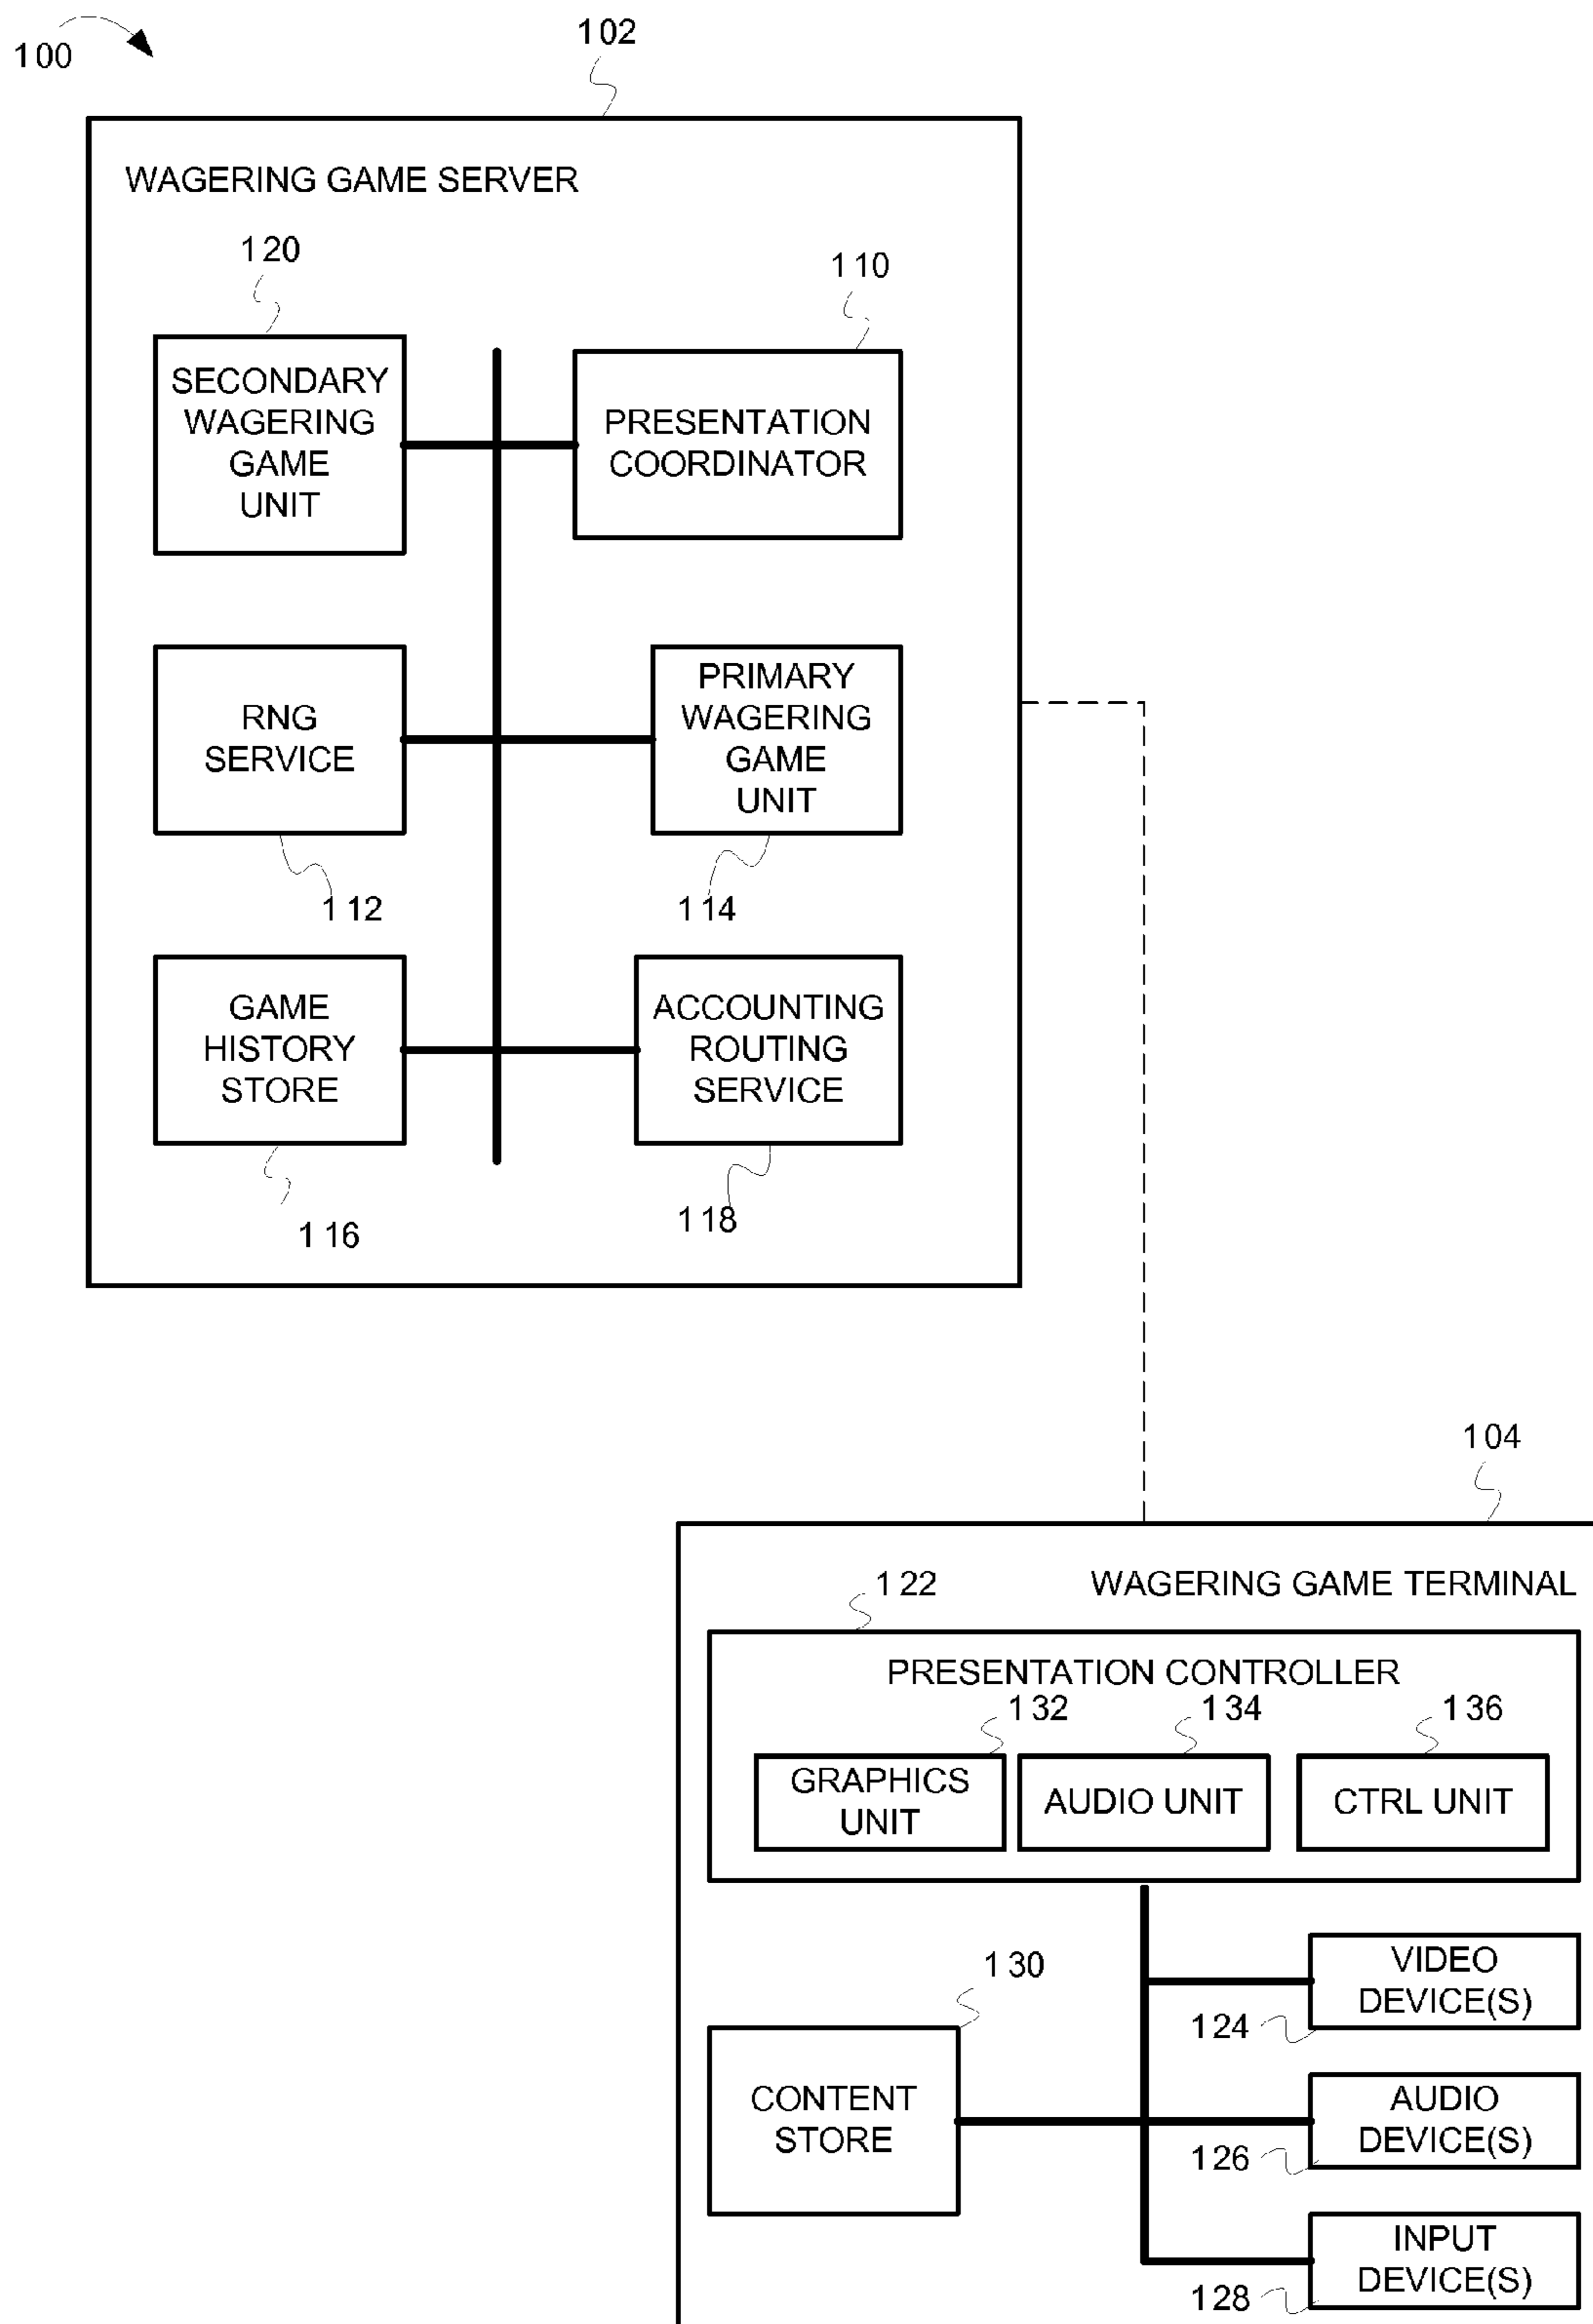 100
102
WAGERING GAME SERVER
120
110
SECONDARY
WAGERING
GAME
UNIT
PRESENTATION
COORDINATOR
RNG
SERVICE
PRIMARY
WAGERING
GAME
UNIT
112
114
GAME
HISTORY
STORE
ACCOUNTING
ROUTING
SERVICE
116
118
104
122
WAGERING GAME TERMINAL
PRESENTATION CONTROLLER
132
134
136
GRAPHICS
UNIT
AUDIO UNIT
CTRL UNIT
130
VIDEO
DEVICE(S)
124
CONTENT
STORE
AUDIO
DEVICE(S)
126
INPUT
DEVICE(S)
128